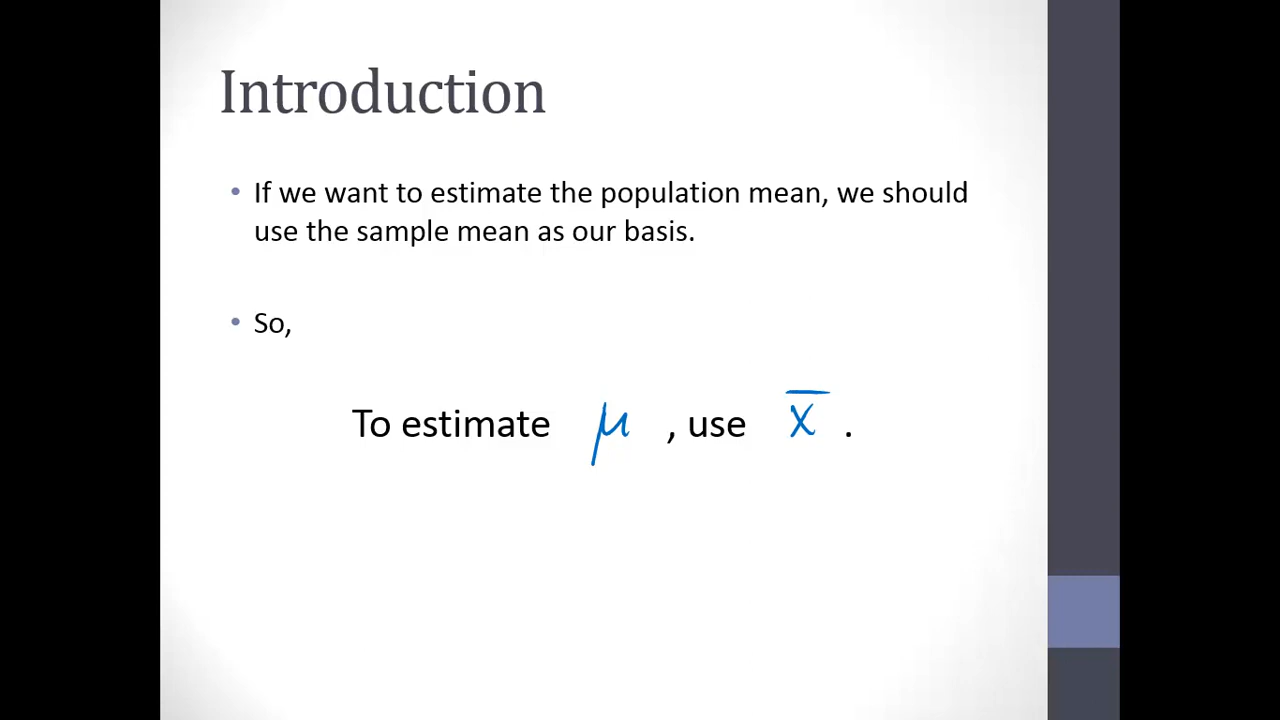 Introduction
• If we want to estimate the population mean, we should
use the sample mean as our basis.
• So,
To estimate μ , use x̅ .